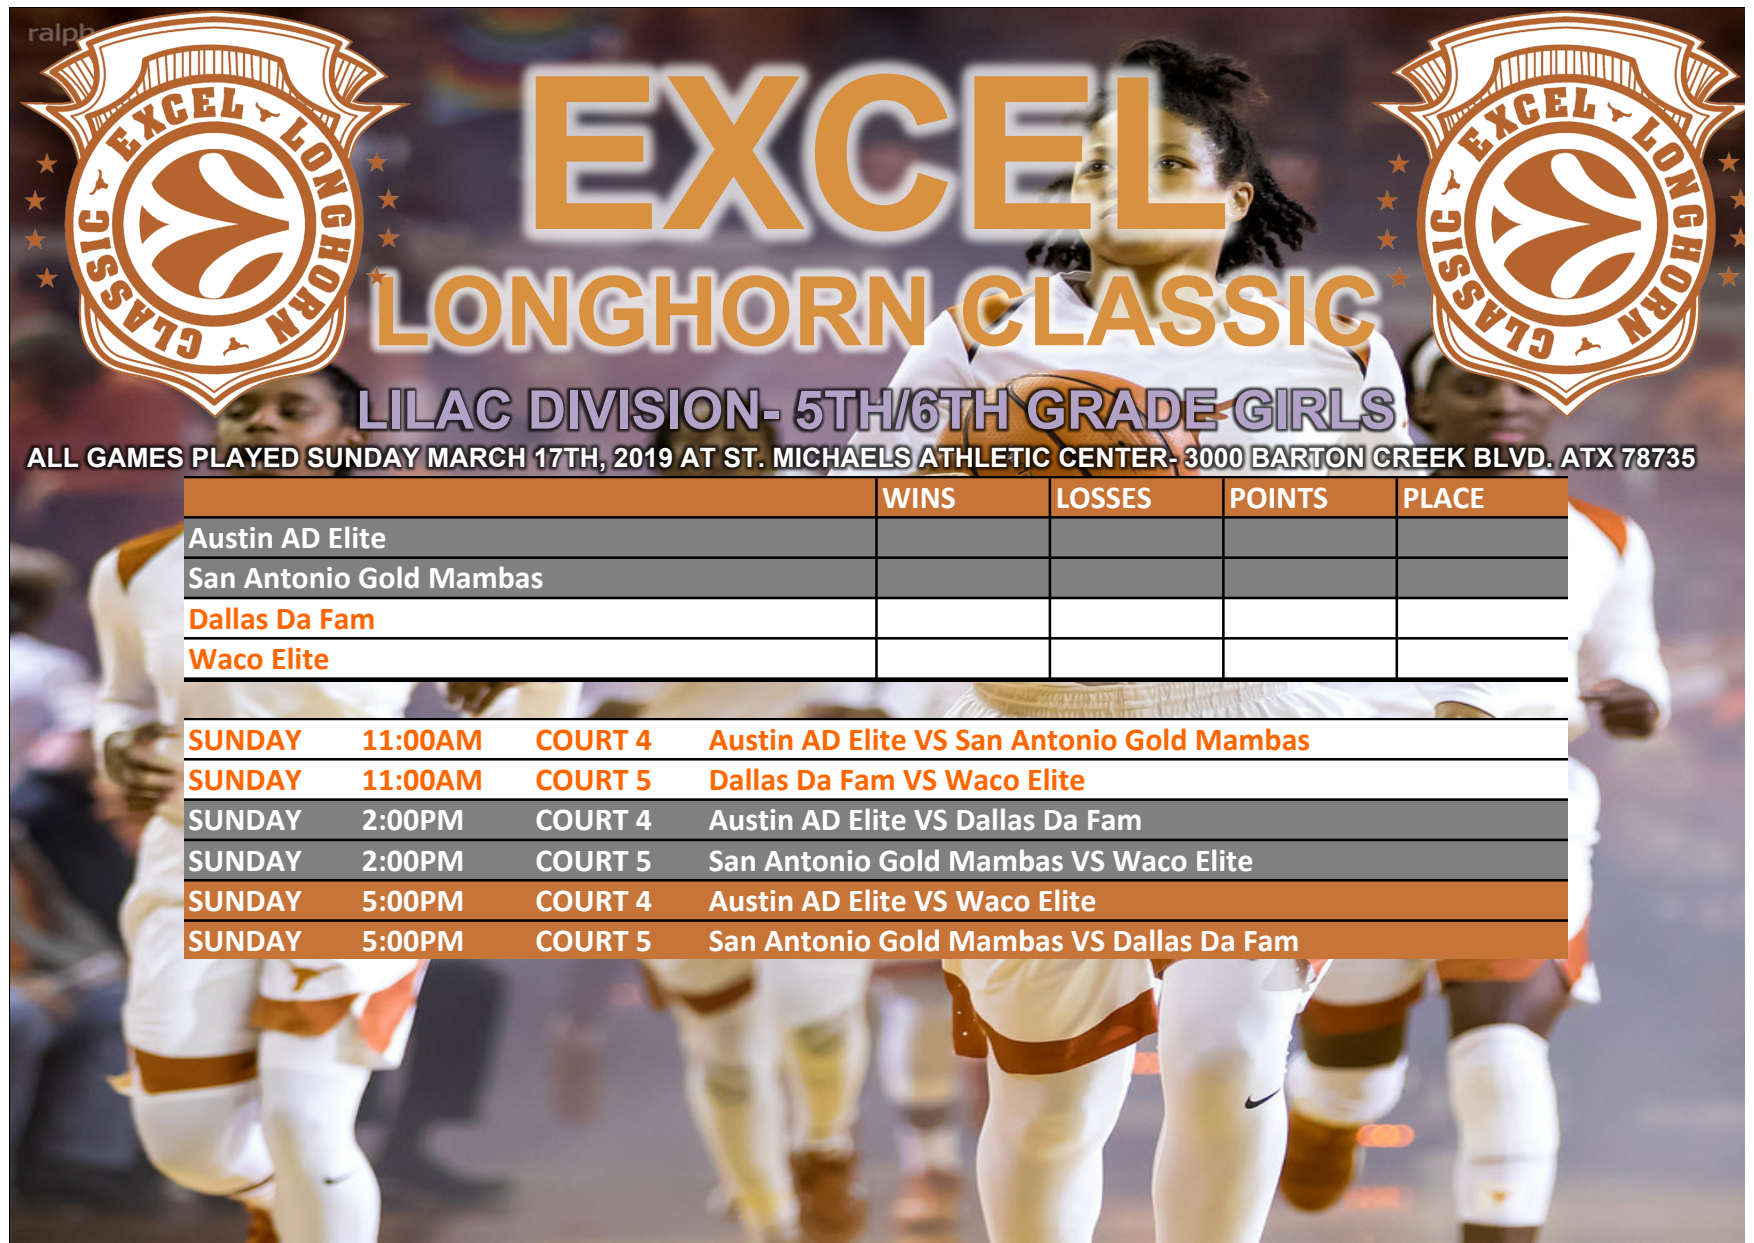 ralph
EXCEL LONGHORN CLASSIC
EXCEL LONGHORN CLASSIC
EXCEL
LONGHORN CLASSIC
LILAC DIVISION- 5TH/6TH GRADE GIRLS
ALL GAMES PLAYED SUNDAY MARCH 17TH, 2019 AT ST. MICHAELS ATHLETIC CENTER- 3000 BARTON CREEK BLVD. ATX 78735
WINS LOSSES POINTS PLACE
Austin AD Elite
San Antonio Gold Mambas
Dallas Da Fam
Waco Elite
SUNDAY 11:00AM COURT 4 Austin AD Elite VS San Antonio Gold Mambas
SUNDAY 11:00AM COURT 5 Dallas Da Fam VS Waco Elite
SUNDAY 2:00PM COURT 4 Austin AD Elite VS Dallas Da Fam
SUNDAY 2:00PM COURT 5 San Antonio Gold Mambas VS Waco Elite
SUNDAY 5:00PM COURT 4 Austin AD Elite VS Waco Elite
SUNDAY 5:00PM COURT 5 San Antonio Gold Mambas VS Dallas Da Fam